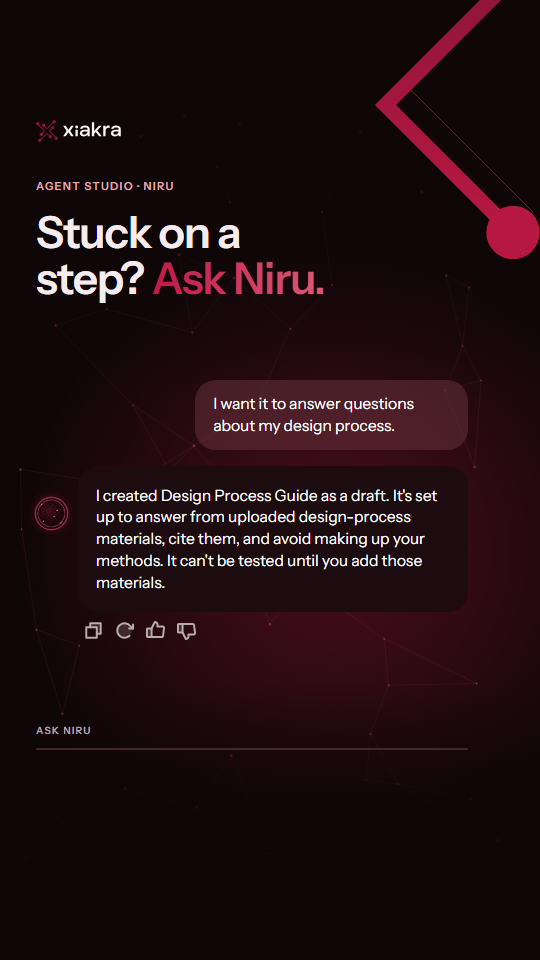 xiakra
AGENT STUDIO · NIRU
Stuck on a
step? Ask Niru.
I want it to answer questions
about my design process.
I created Design Process Guide as a draft. It's set
up to answer from uploaded design-process
materials, cite them, and avoid making up your
methods. It can't be tested until you add those
materials.
ASK NIRU